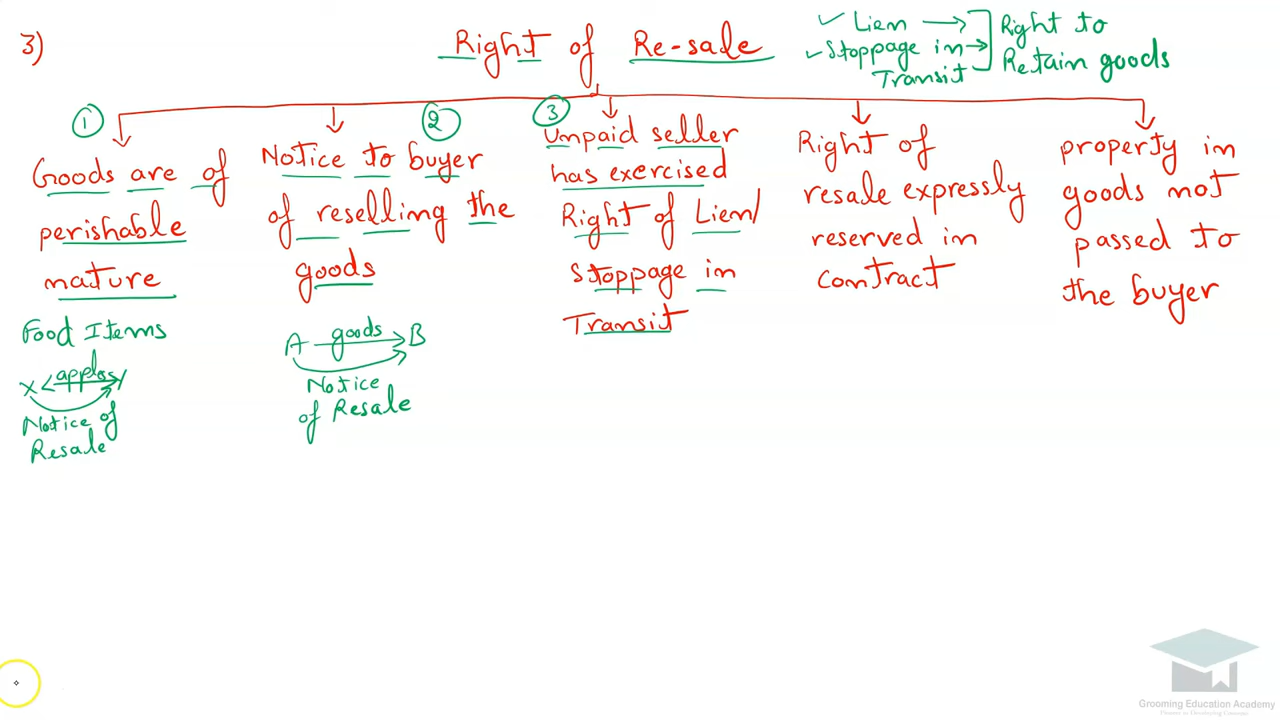 3)
Right of Re-sale
✓ Lien →
✓ Stoppage in →
Transit
Right to
Retain goods
①
Goods are of
perishable
nature
Food Items
X apples Y
Notice of
Resale
②
Notice to buyer
of reselling the
goods
A goods B
Notice
of Resale
③
Unpaid seller
has exercised
Right of Lien/
Stoppage in
Transit
Right of
resale expressly
reserved in
contract
property in
goods not
passed to
the buyer
Grooming Education Academy